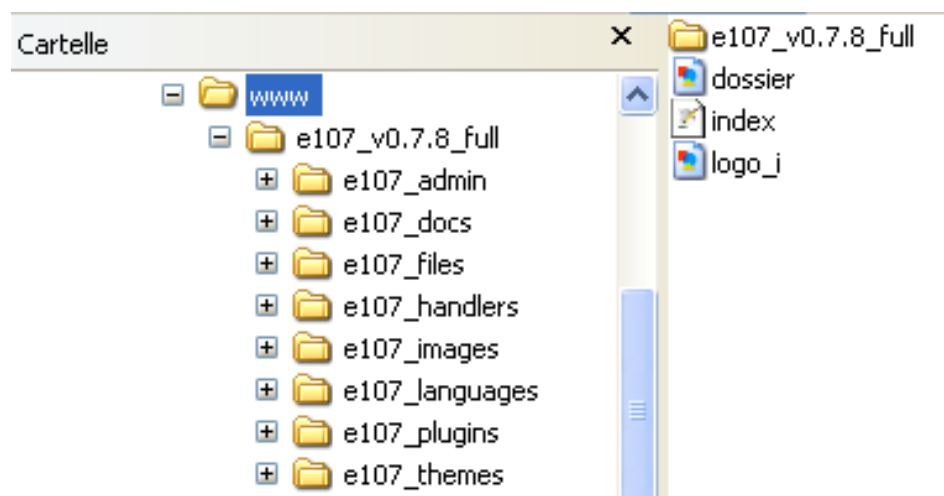 Cartelle
www
e107_v0.7.8_full
e107_admin
e107_docs
e107_files
e107_handlers
e107_images
e107_languages
e107_plugins
e107_themes
e107_v0.7.8_full
dossier
index
logo_i